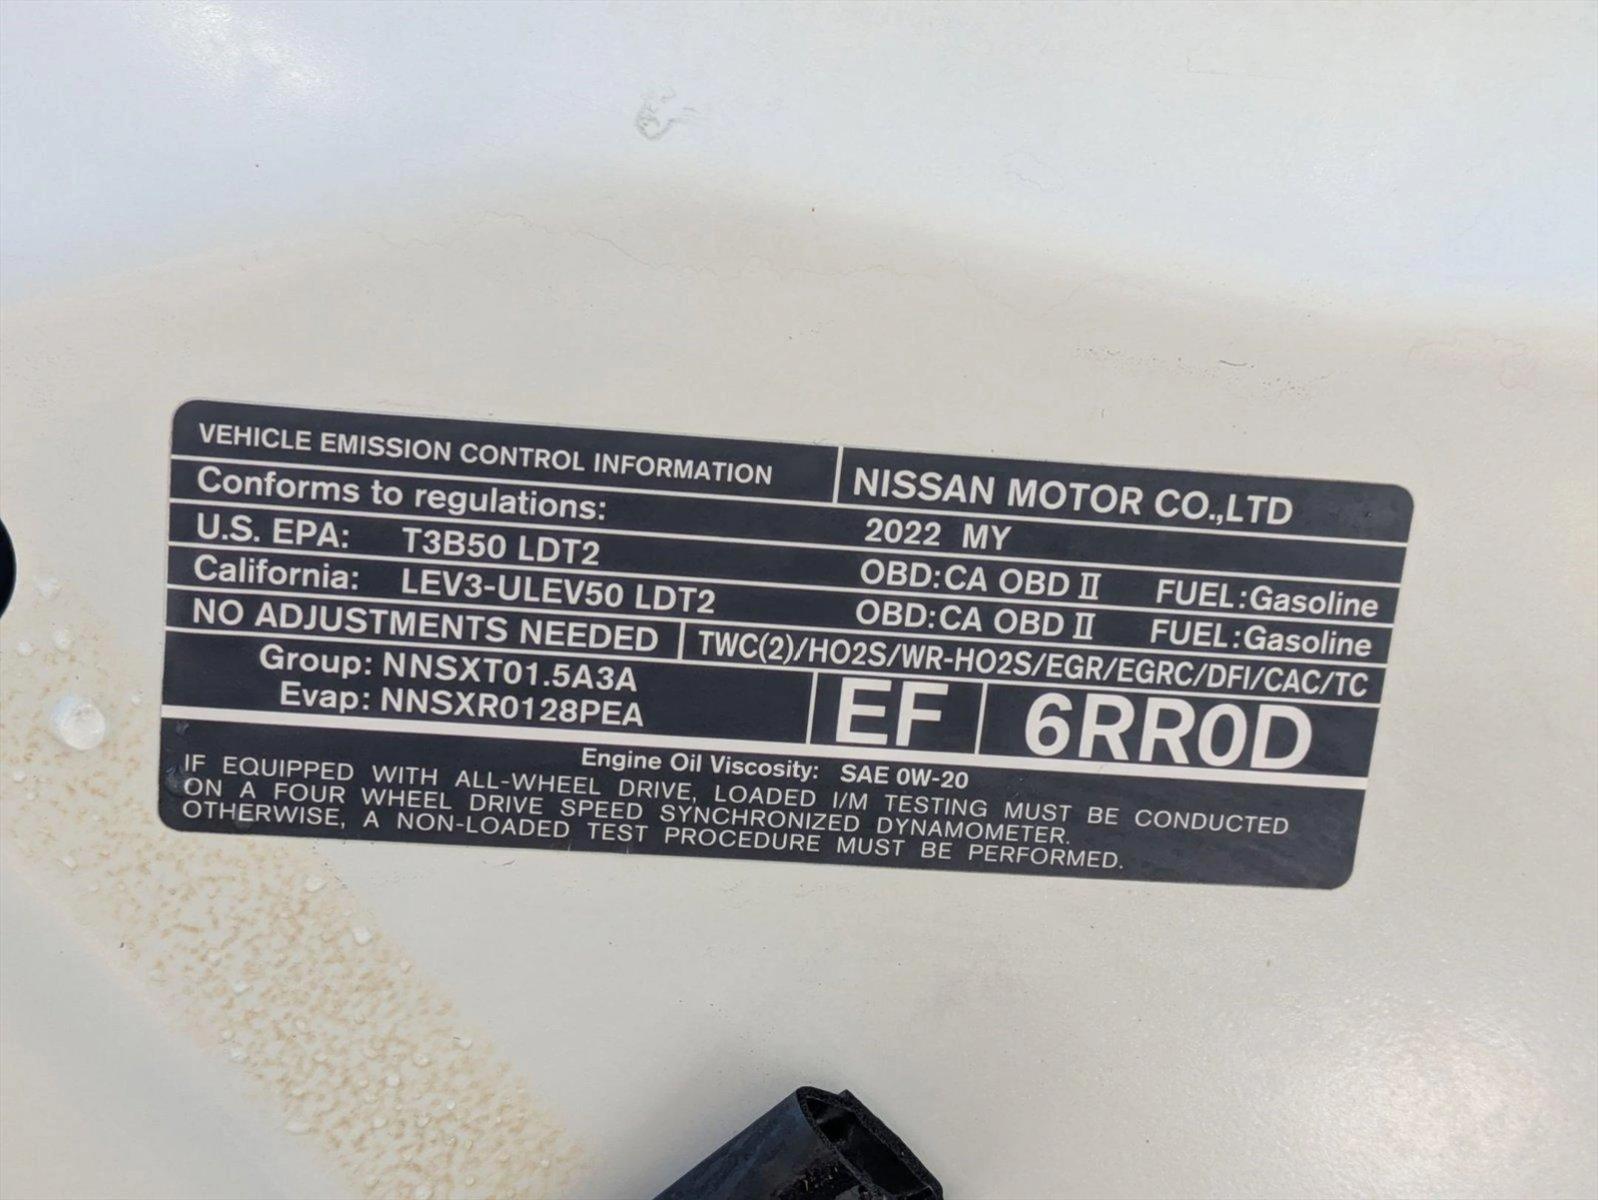 VEHICLE EMISSION CONTROL INFORMATION
NISSAN MOTOR CO.,LTD
Conforms to regulations:
2022 MY
U.S. EPA: T3B50 LDT2
OBD:CA OBD II FUEL:Gasoline
California: LEV3-ULEV50 LDT2
OBD:CA OBD II FUEL:Gasoline
NO ADJUSTMENTS NEEDED
TWC(2)/HO2S/WR-HO2S/EGR/EGRC/DFI/CAC/TC
Group: NNSXT01.5A3A
Evap: NNSXR0128PEA
EF
6RR0D
Engine Oil Viscosity: SAE 0W-20
IF EQUIPPED WITH ALL-WHEEL DRIVE, LOADED I/M TESTING MUST BE CONDUCTED
ON A FOUR WHEEL DRIVE SPEED SYNCHRONIZED DYNAMOMETER.
OTHERWISE, A NON-LOADED TEST PROCEDURE MUST BE PERFORMED.